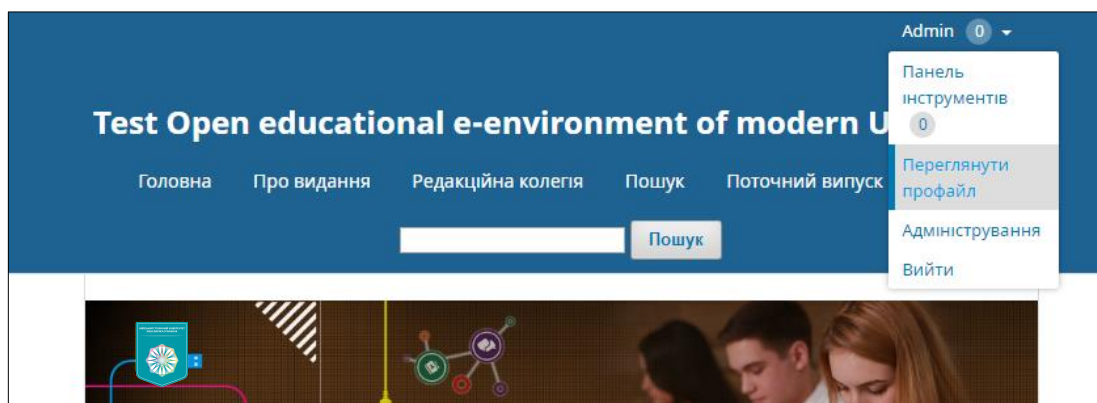 Admin 0
Панель
інструментів
0
Test Open educational e-environment of modern U
Переглянути
профайл
Головна Про видання Редакційна колегія Пошук Поточний випуск
Адміністрування
Пошук
Вийти